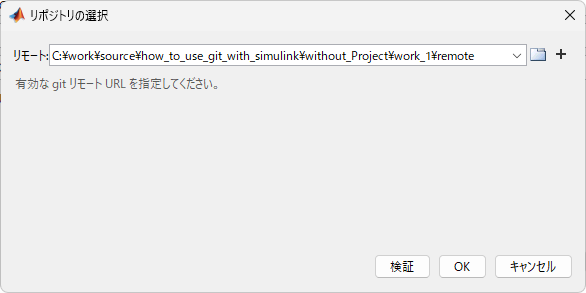 リポジトリの選択
リモート: C:¥work¥source¥how_to_use_git_with_simulink¥without_Project¥work_1¥remote
有効な git リモート URL を指定してください。
検証 OK キャンセル